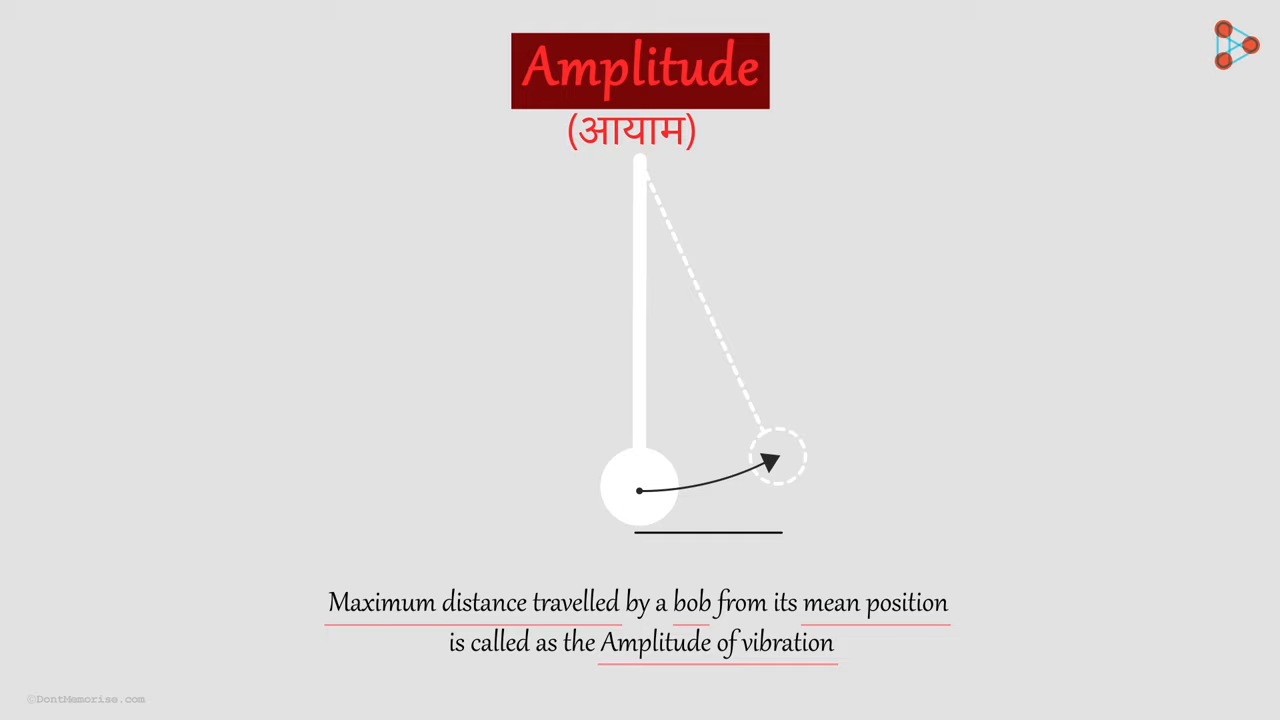 Amplitude
(आयाम)
Maximum distance travelled by a bob from its mean position
is called as the Amplitude of vibration
©DontMemorise.com